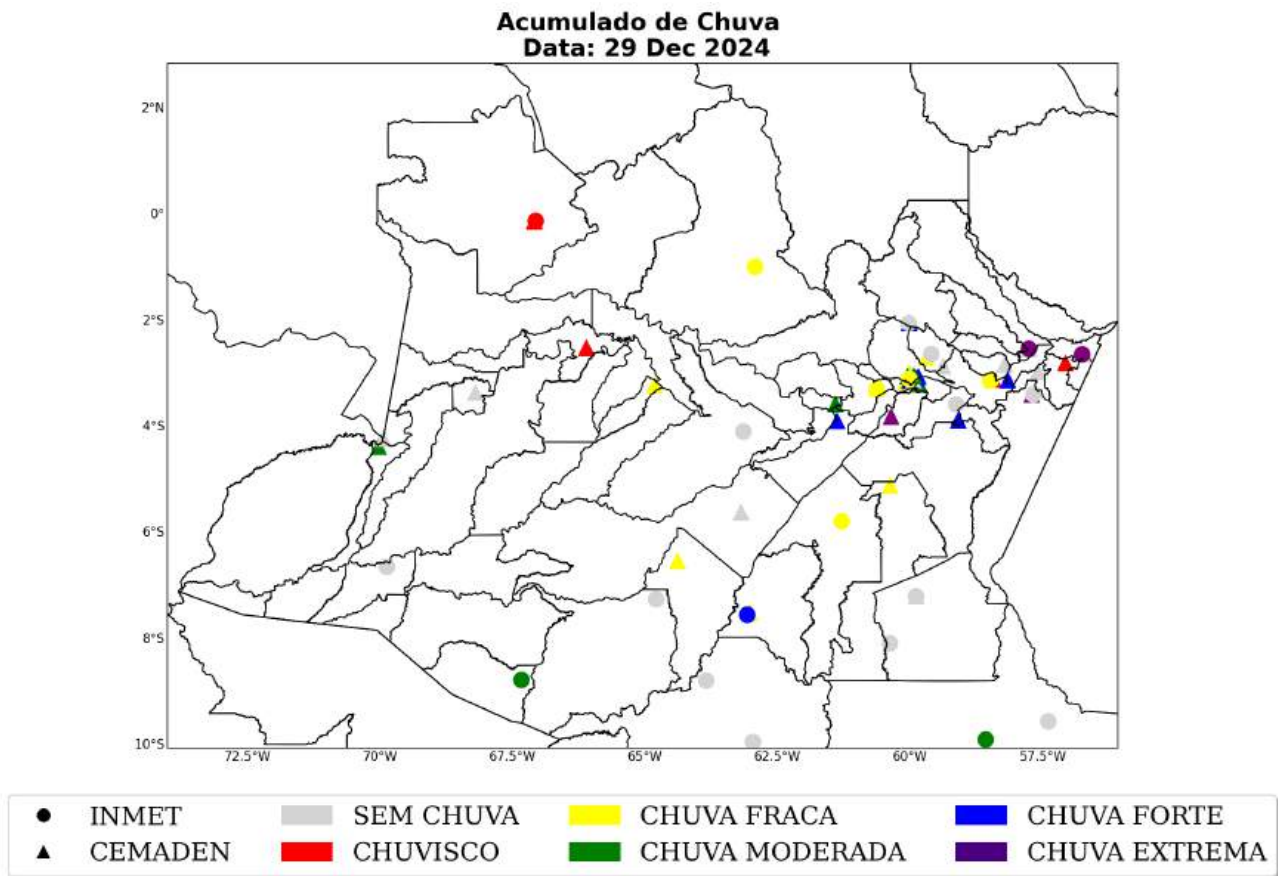 Acumulado de Chuva
Data: 29 Dec 2024
2°N
0°
2°S
4°S
6°S
8°S
10°S
72.5°W 70°W 67.5°W 65°W 62.5°W 60°W 57.5°W
INMET SEM CHUVA CHUVA FRACA CHUVA FORTE
CEMADEN CHUVISCO CHUVA MODERADA CHUVA EXTREMA